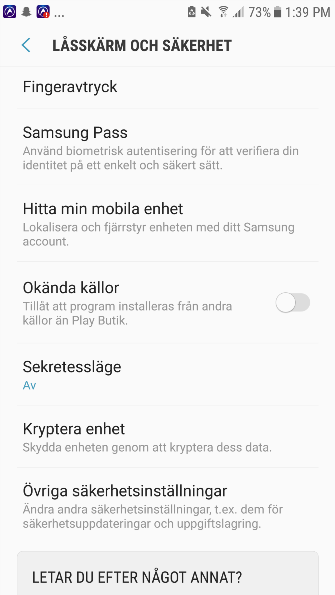 ... 73% 1:39 PM
LÅSSKÄRM OCH SÄKERHET
Fingeravtryck
Samsung Pass
Använd biometrisk autentisering för att verifiera din
identitet på ett enkelt och säkert sätt.
Hitta min mobila enhet
Lokalisera och fjärrstyr enheten med ditt Samsung
account.
Okända källor
Tillåt att program installeras från andra
källor än Play Butik.
Sekretessläge
Av
Kryptera enhet
Skydda enheten genom att kryptera dess data.
Övriga säkerhetsinställningar
Ändra andra säkerhetsinställningar, t.ex. dem för
säkerhetsuppdateringar och uppgiftslagring.
LETAR DU EFTER NÅGOT ANNAT?